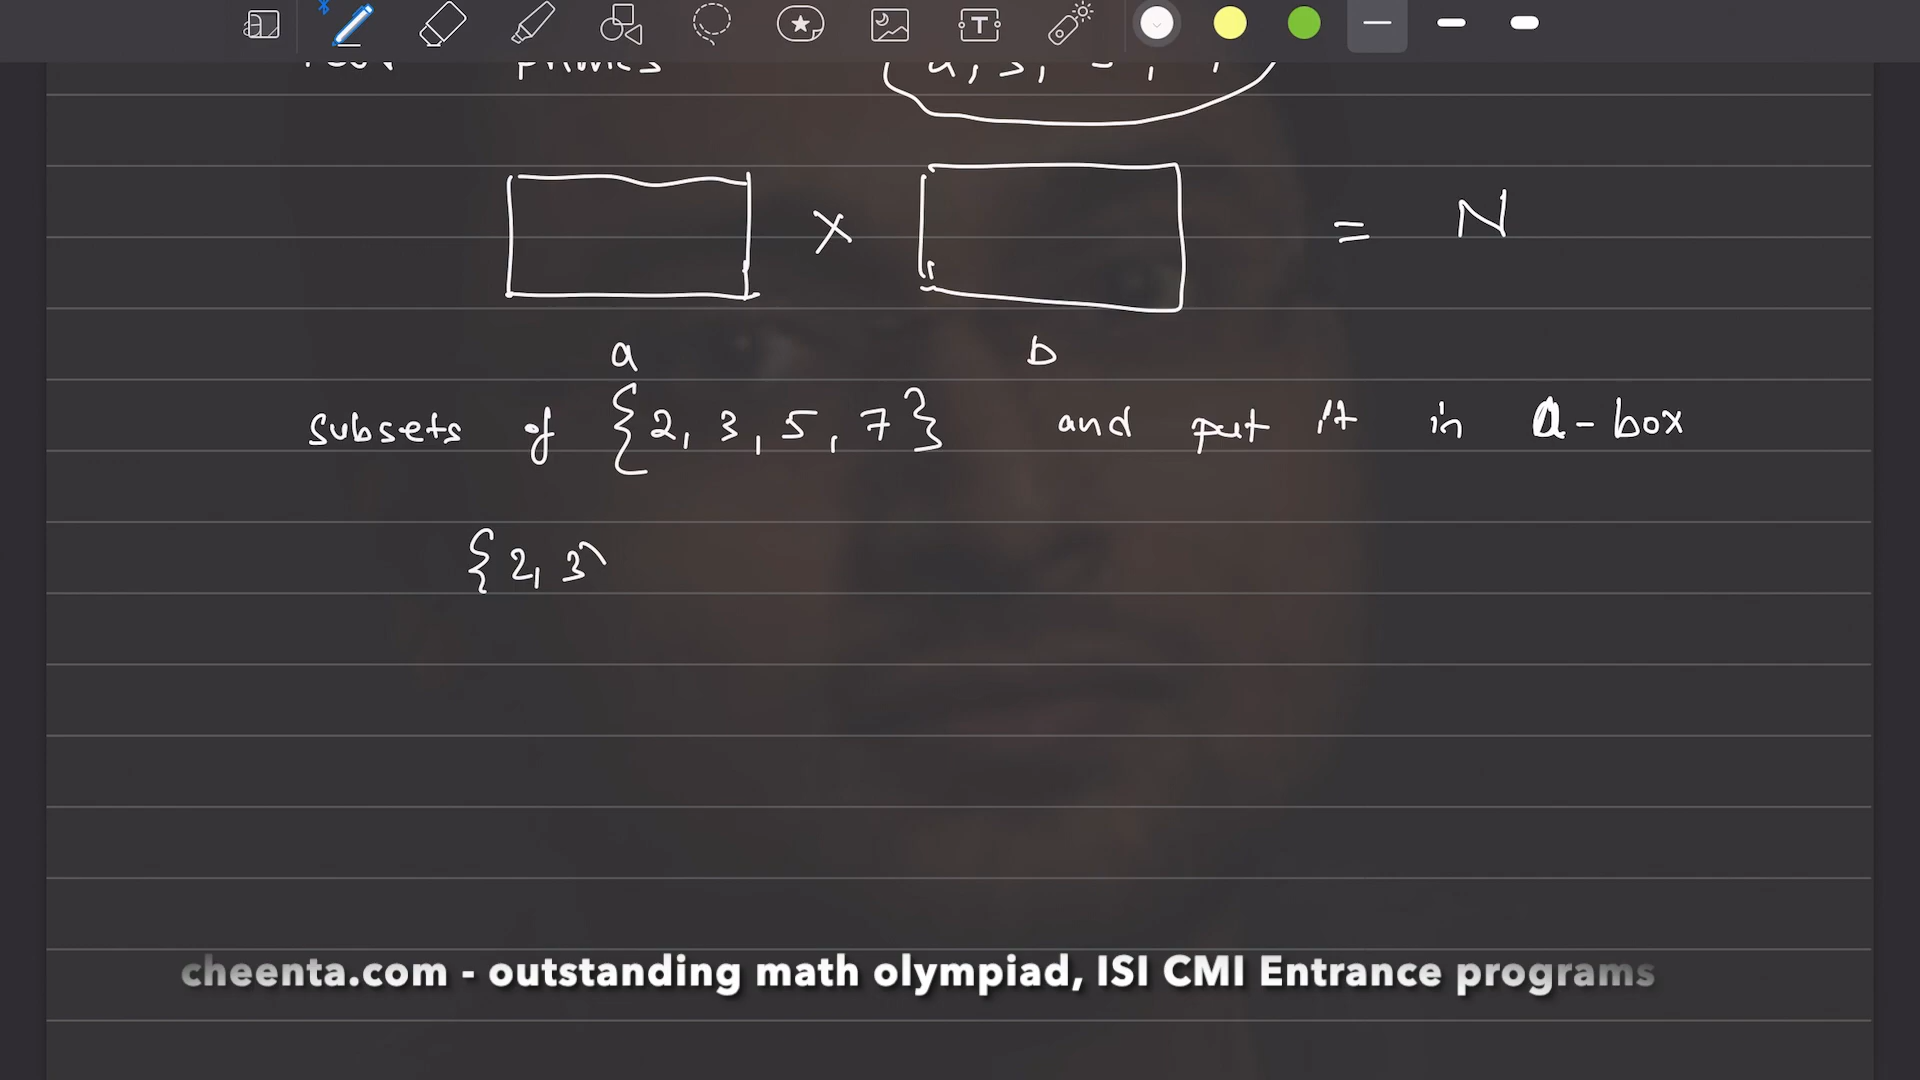 × = N
a b
subsets of {2, 3, 5, 7} and put it in a-box
{2, 3
cheenta.com - outstanding math olympiad, ISI CMI Entrance programs